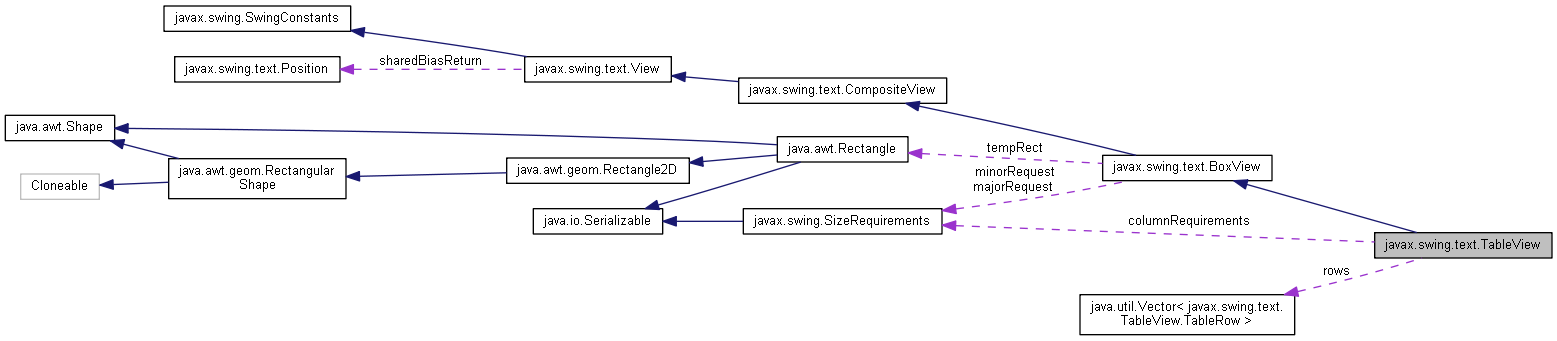 javax.swing.SwingConstants
javax.swing.text.Position
sharedBiasReturn
javax.swing.text.View
javax.swing.text.CompositeView
java.awt.Shape
java.awt.Rectangle
tempRect
java.awt.geom.Rectangular
Shape
java.awt.geom.Rectangle2D
javax.swing.text.BoxView
Cloneable
minorRequest
majorRequest
java.io.Serializable
javax.swing.SizeRequirements
columnRequirements
javax.swing.text.TableView
rows
java.util.Vector< javax.swing.text.
TableView.TableRow >